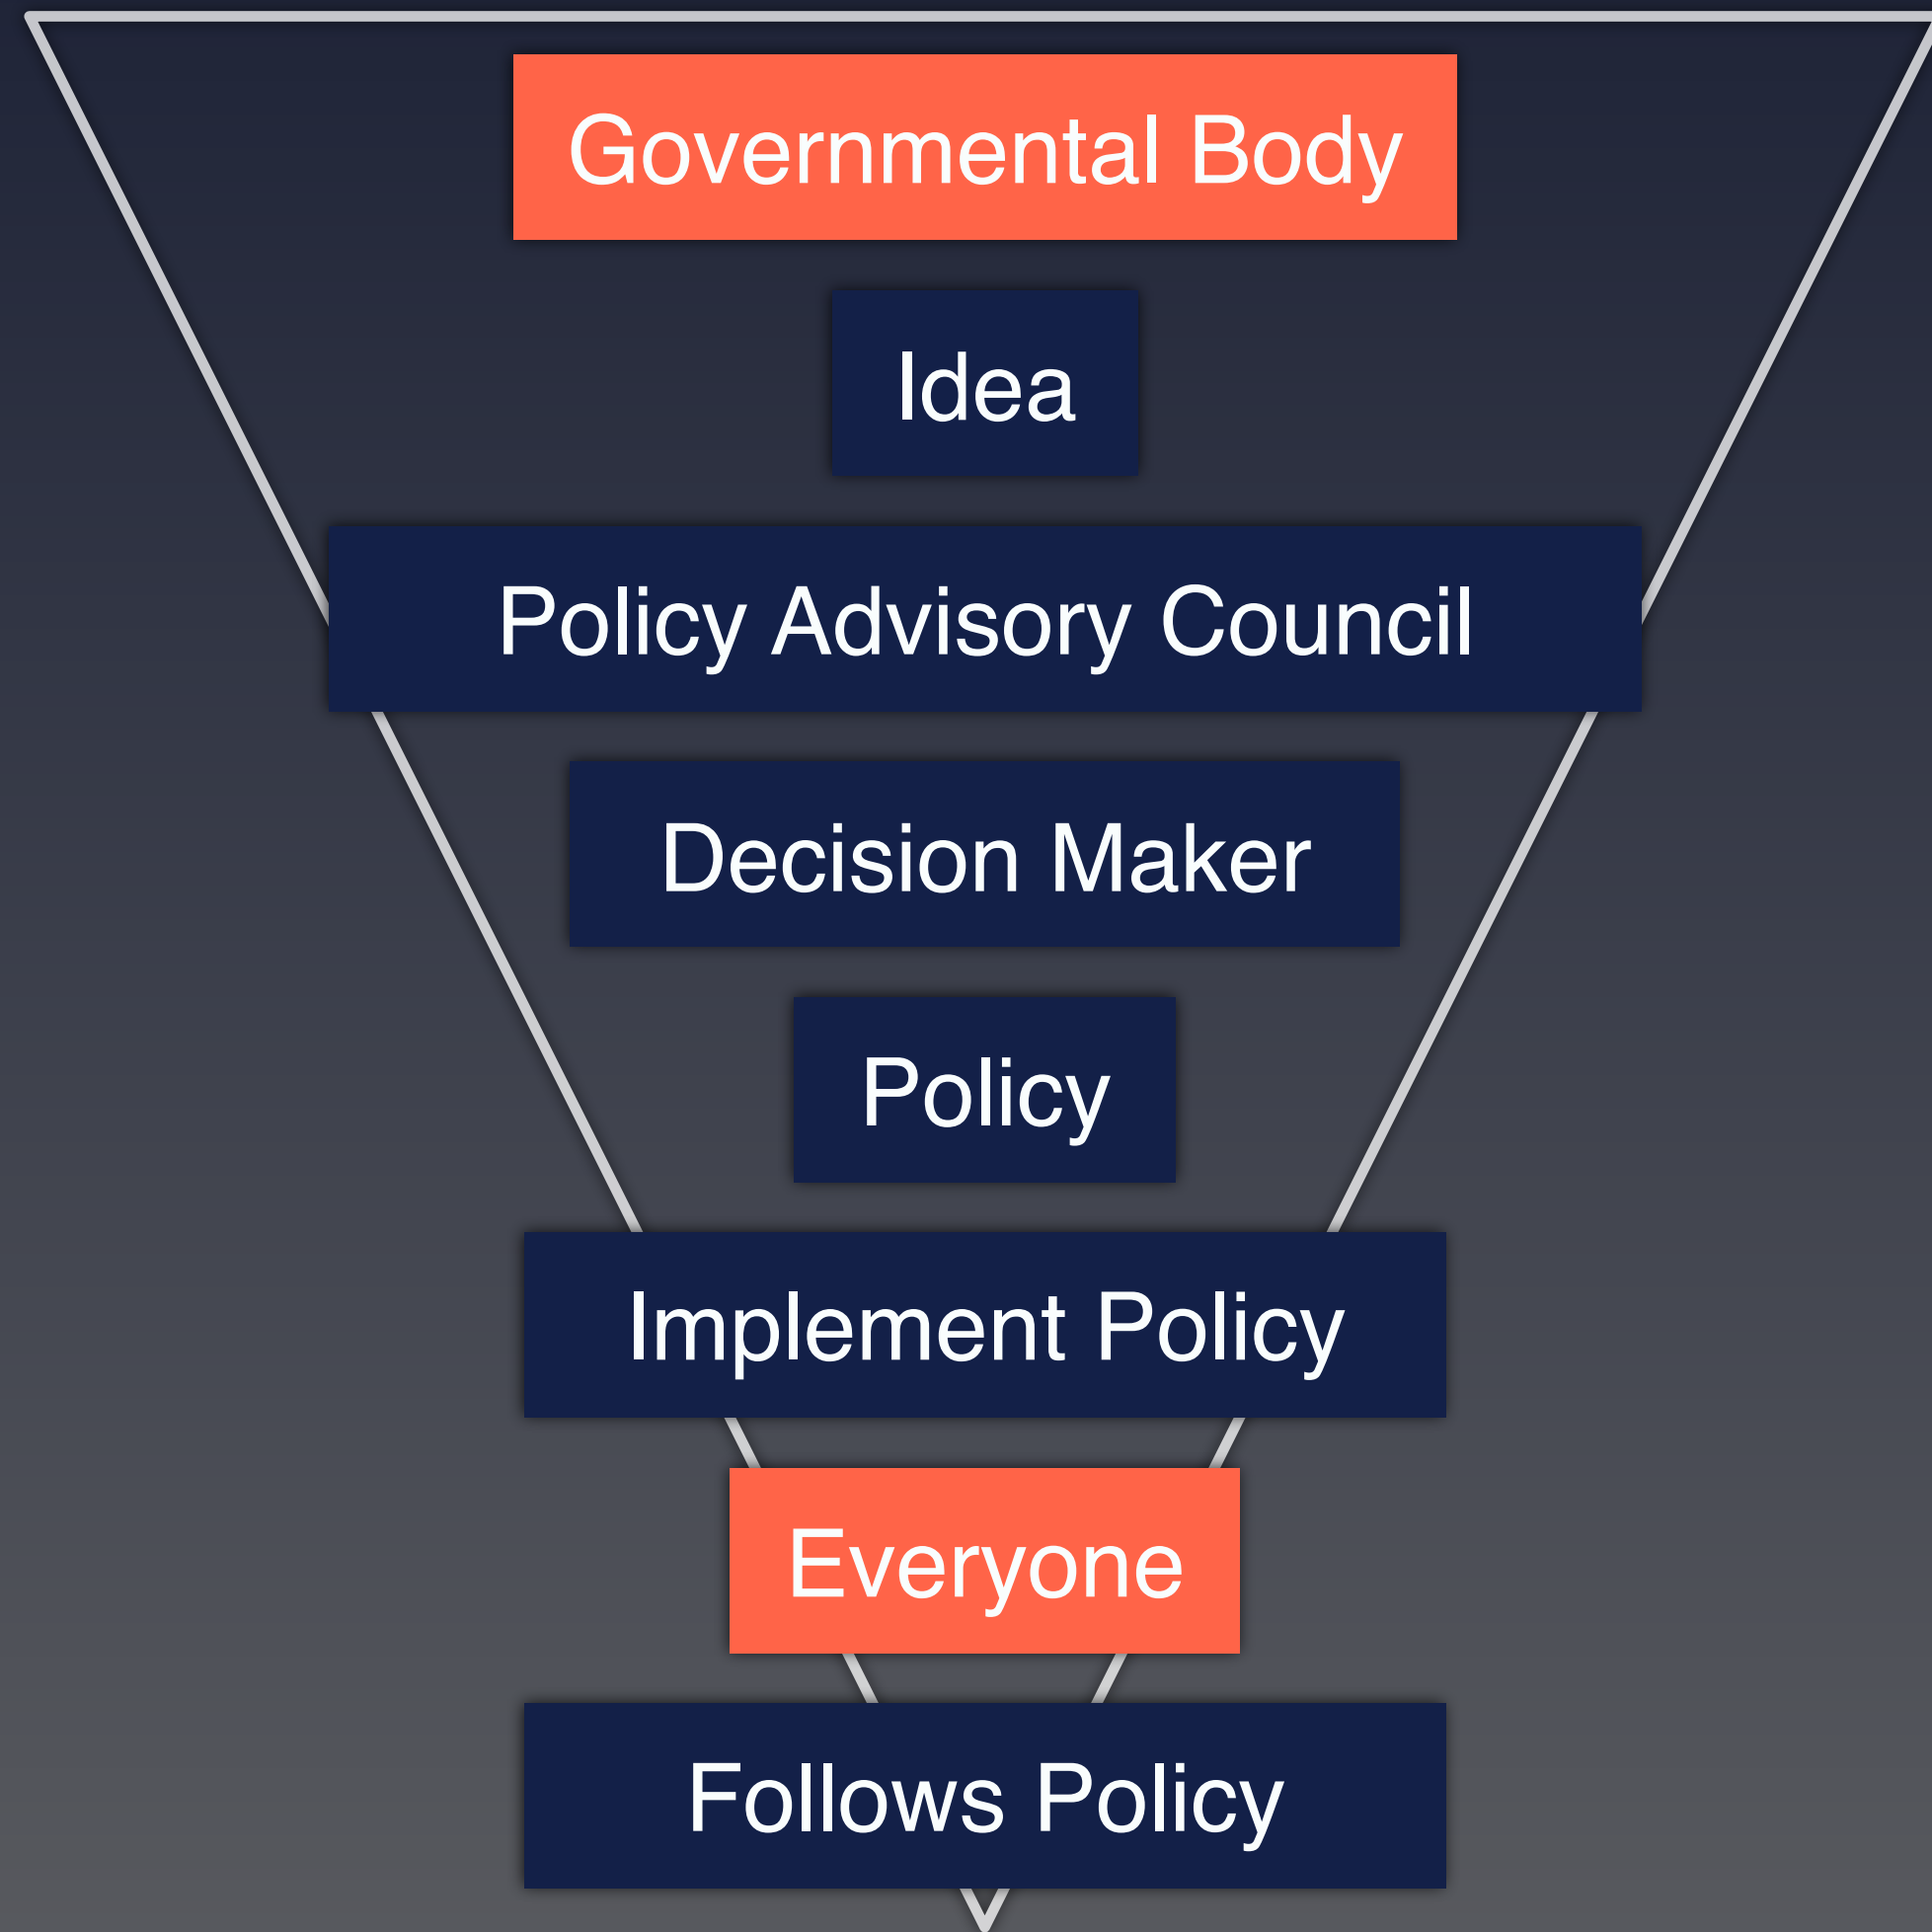 Governmental Body
Idea
Policy Advisory Council
Decision Maker
Policy
Implement Policy
Everyone
Follows Policy